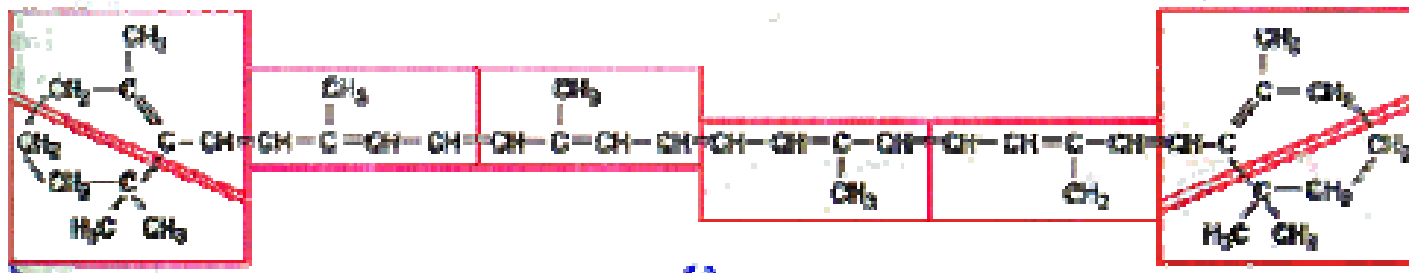 CH₃ CH₃
CH₂–C CH₃ CH₃ C–CH₂
CH₂ C–CH=CH–C=CH–CH=CH–C=CH–CH=CH–CH=C–CH=CH–CH=C–CH=CH–C CH₂
CH₂–C CH₃ CH₃ C–CH₂
H₃C CH₃ H₃C CH₃